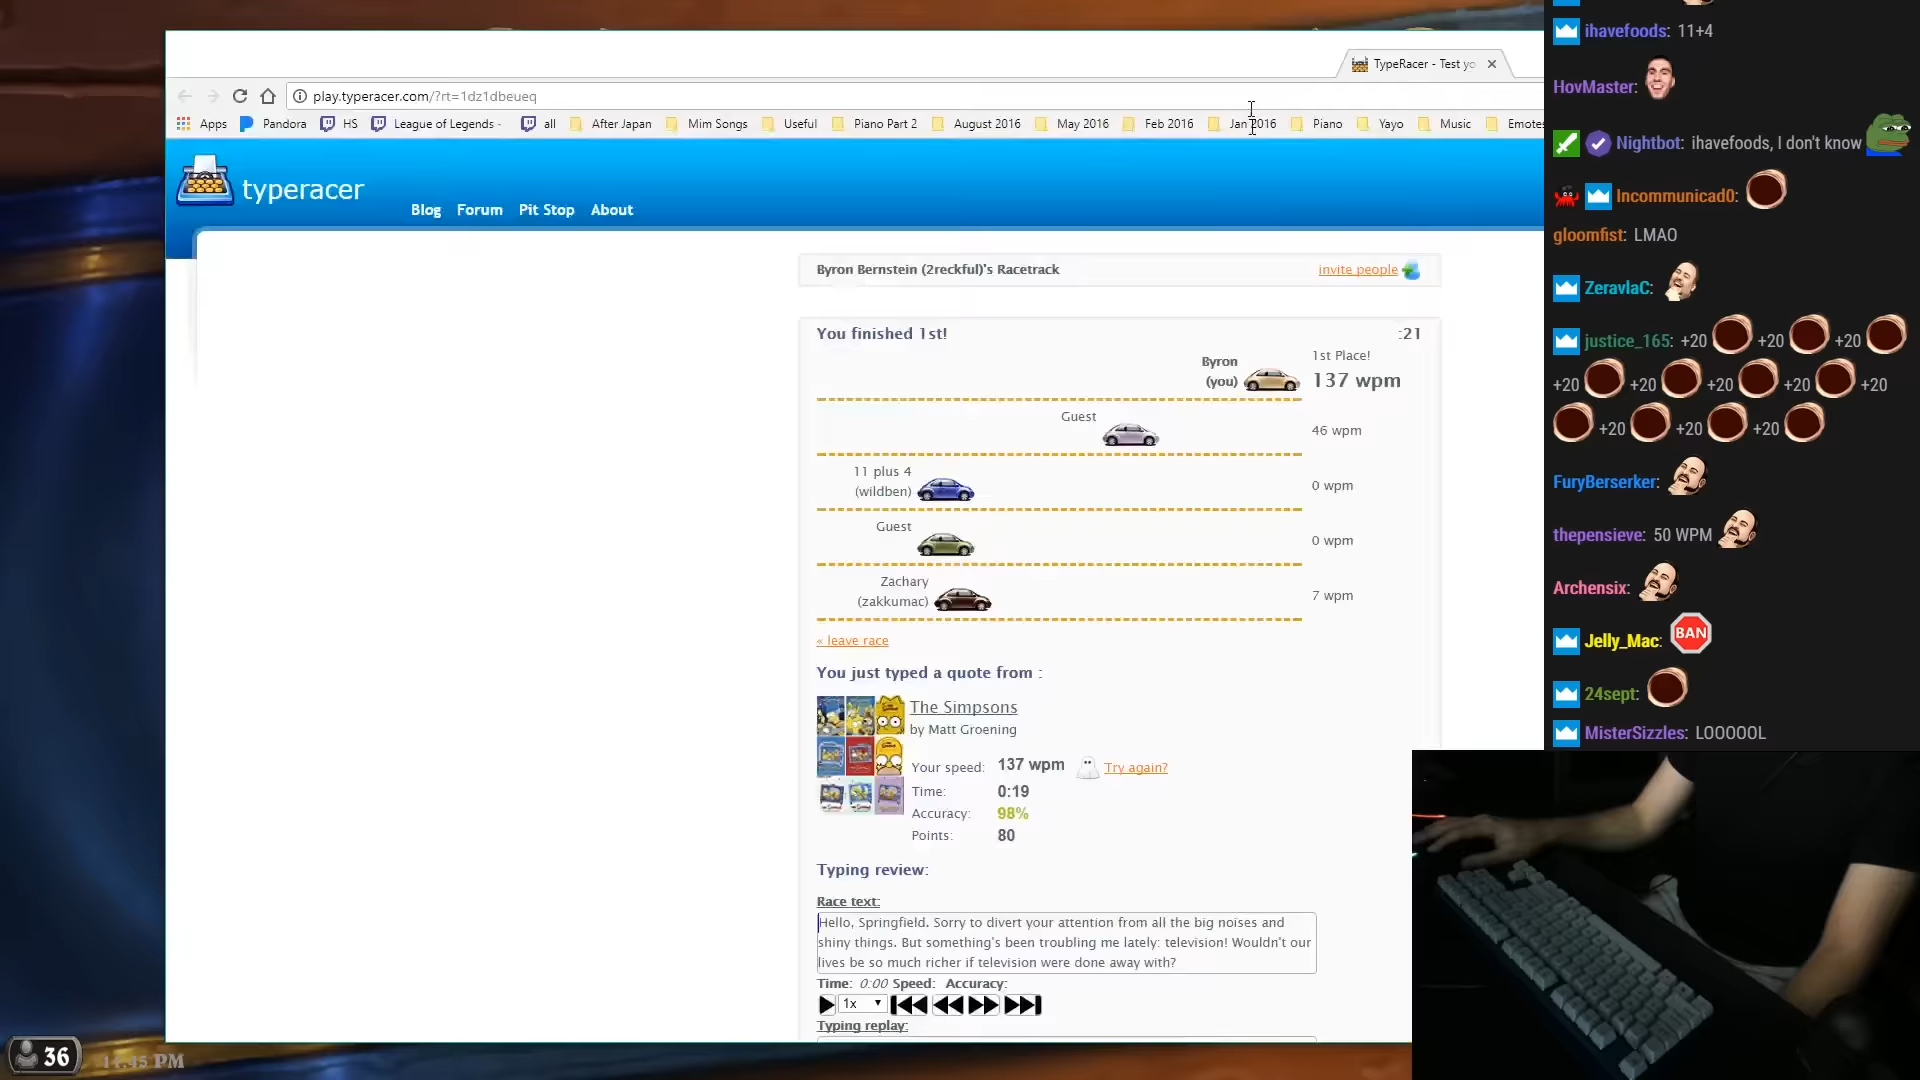 TypeRacer - Test yo
play.typeracer.com/?rt=1dz1dbeueq
Apps Pandora HS League of Legends - all After Japan Mim Songs Useful Piano Part 2 August 2016 May 2016 Feb 2016 Jan 2016 Piano Yayo Music Emotes
typeracer
Blog Forum Pit Stop About
Byron Bernstein (2reckful)'s Racetrack invite people
You finished 1st! :21
Byron
(you)
1st Place!
137 wpm
Guest
46 wpm
11 plus 4
(wildben)
0 wpm
Guest
0 wpm
Zachary
(zakkumac)
7 wpm
« leave race
You just typed a quote from :
The Simpsons
by Matt Groening
Your speed: 137 wpm Try again?
Time: 0:19
Accuracy: 98%
Points: 80
Typing review:
Race text:
Hello, Springfield. Sorry to divert your attention from all the big noises and
shiny things. But something's been troubling me lately: television! Wouldn't our
lives be so much richer if television were done away with?
Time: 0:00 Speed: Accuracy:
1x
Typing replay:
36 11:45 PM
ihavefoods: 11+4
HovMaster:
Nightbot: ihavefoods, I don't know
Incommunicad0:
gloomfist: LMAO
ZeravlaC:
justice_165: +20 +20 +20
+20 +20 +20 +20 +20
+20 +20 +20
FuryBerserker:
thepensieve: 50 WPM
Archensix:
Jelly_Mac: BAN
24sept:
MisterSizzles: LOOOOOL